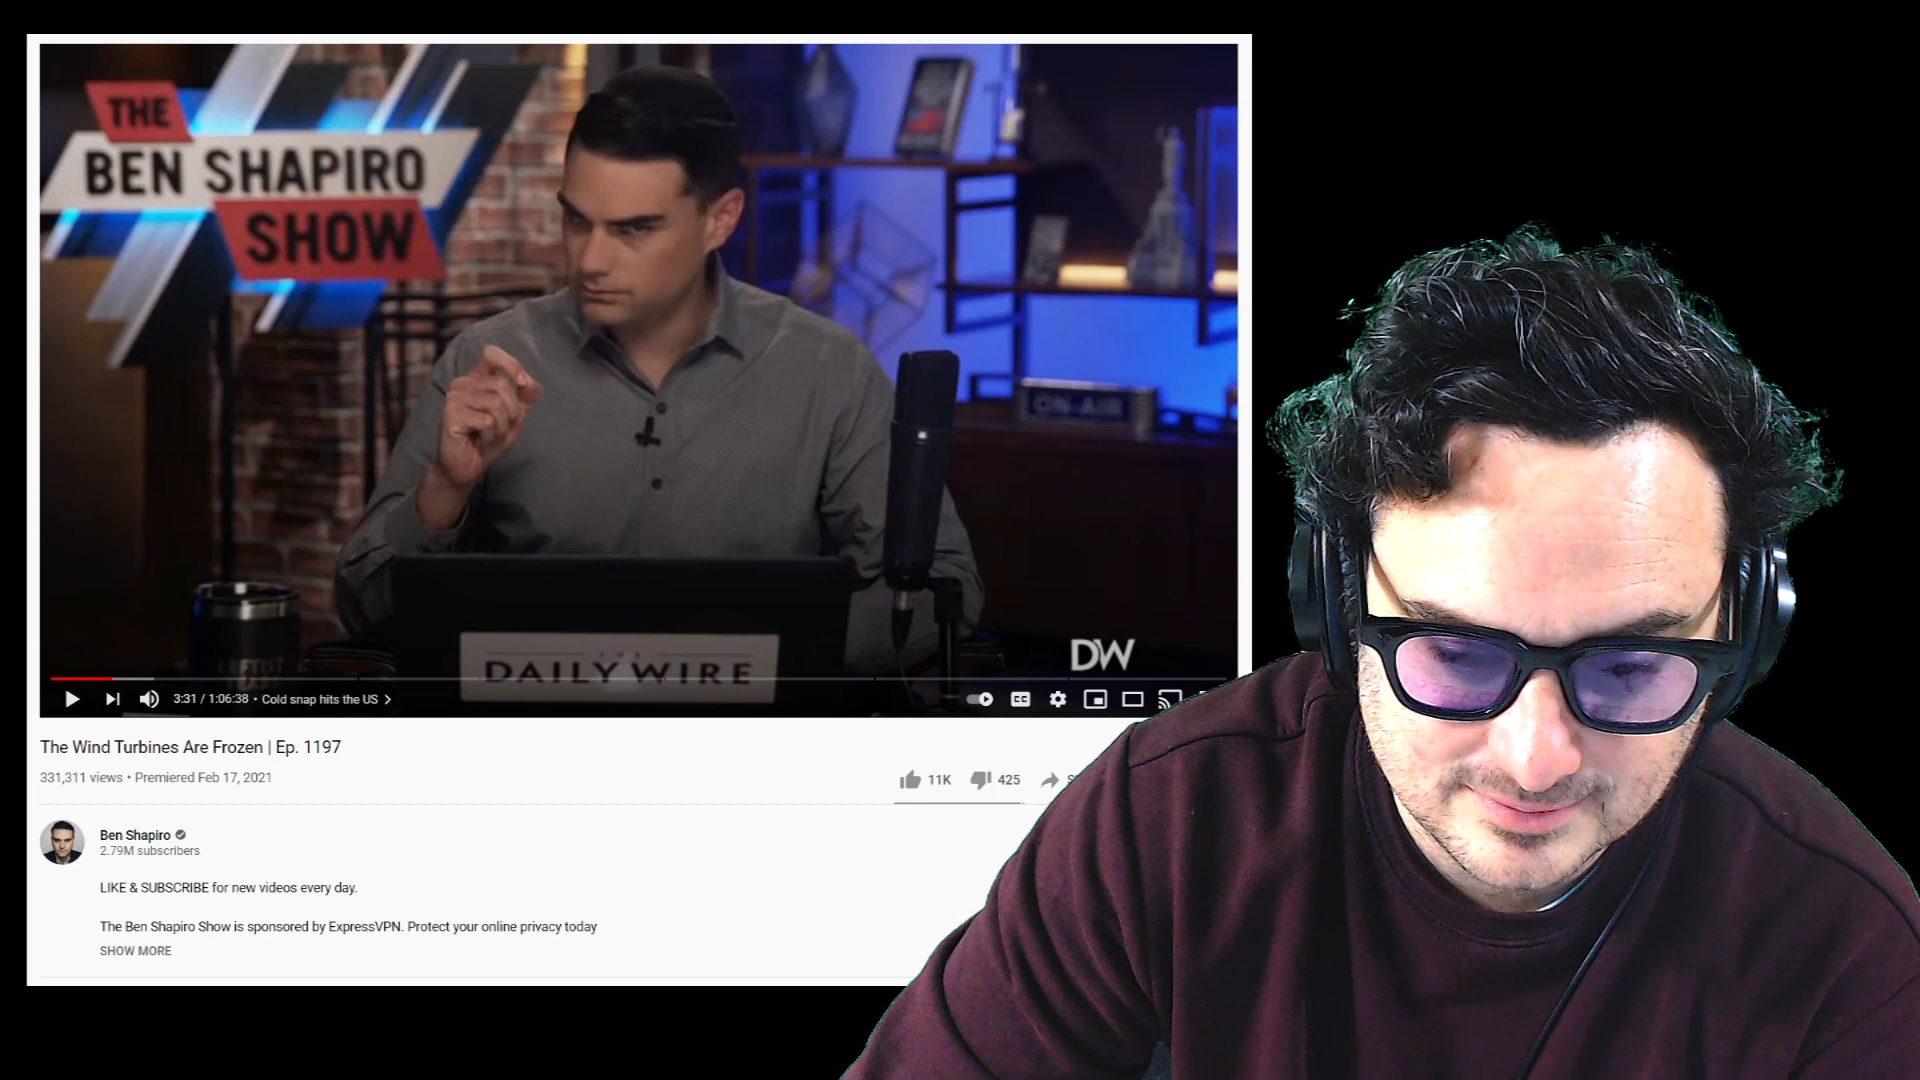 THE
BEN SHAPIRO
SHOW
ON-AIR
LEFTIST
THE
DAILY WIRE
DW
3:31 / 1:06:38 • Cold snap hits the US >
CC
The Wind Turbines Are Frozen | Ep. 1197
331,311 views • Premiered Feb 17, 2021
11K
425
S
Ben Shapiro
2.79M subscribers
LIKE & SUBSCRIBE for new videos every day.
The Ben Shapiro Show is sponsored by ExpressVPN. Protect your online privacy today
SHOW MORE